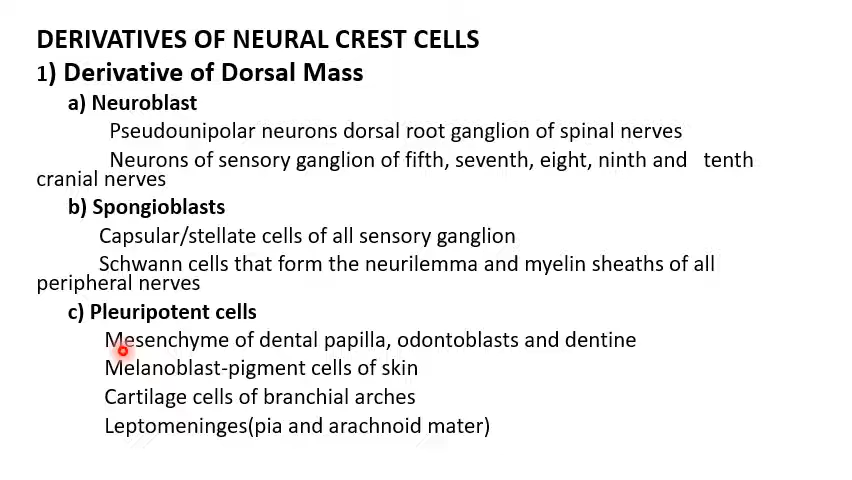 DERIVATIVES OF NEURAL CREST CELLS
1) Derivative of Dorsal Mass
a) Neuroblast
Pseudounipolar neurons dorsal root ganglion of spinal nerves
Neurons of sensory ganglion of fifth, seventh, eight, ninth and tenth
cranial nerves
b) Spongioblasts
Capsular/stellate cells of all sensory ganglion
Schwann cells that form the neurilemma and myelin sheaths of all
peripheral nerves
c) Pleuripotent cells
Mesenchyme of dental papilla, odontoblasts and dentine
Melanoblast-pigment cells of skin
Cartilage cells of branchial arches
Leptomeninges(pia and arachnoid mater)